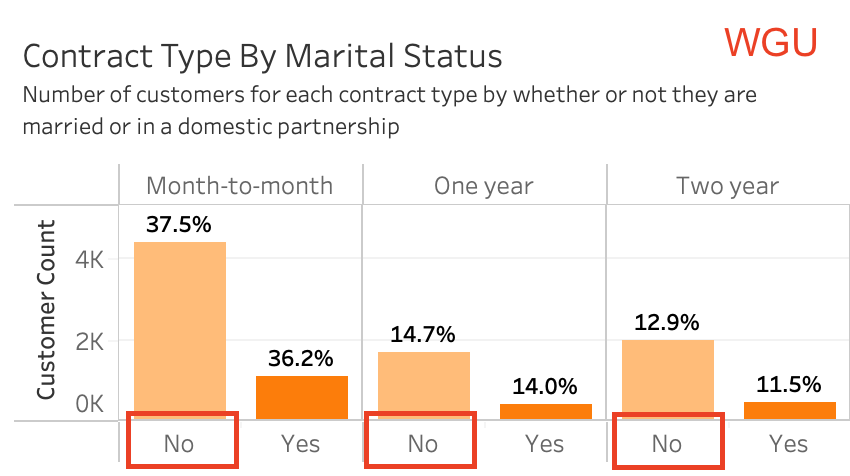 WGU
Contract Type By Marital Status
Number of customers for each contract type by whether or not they are
married or in a domestic partnership
Month-to-month One year Two year
Customer Count
4K
2K
0K
37.5%
36.2%
14.7%
14.0%
12.9%
11.5%
No Yes No Yes No Yes